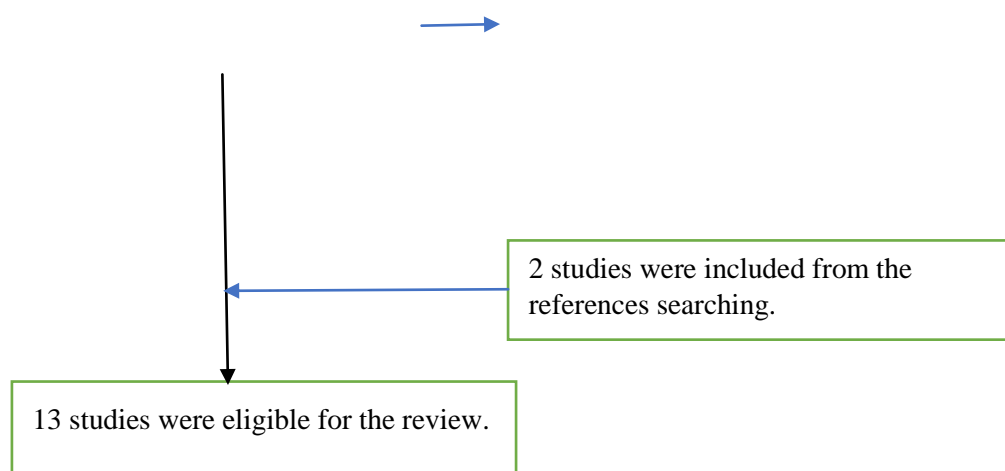 2 studies were included from the
references searching.
13 studies were eligible for the review.